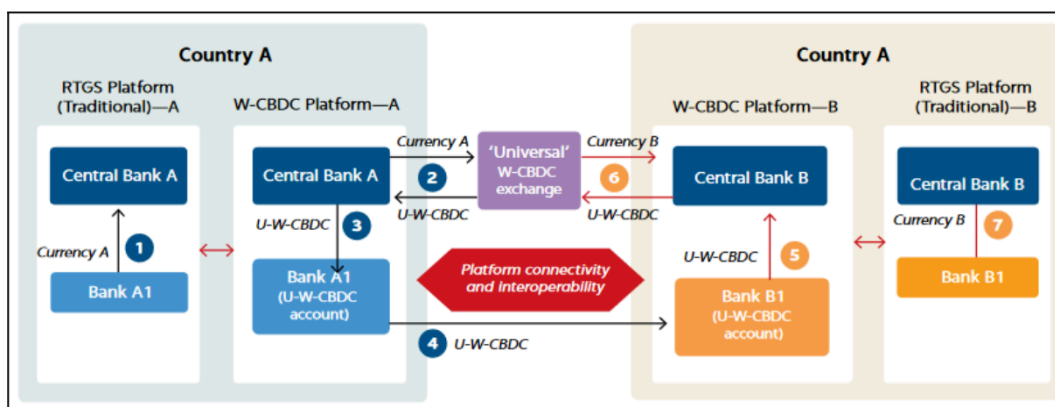 Country A
RTGS Platform
(Traditional)—A
W-CBDC Platform—A
Central Bank A
Currency A
1
Bank A1
Central Bank A
U-W-CBDC
3
Bank A1
(U-W-CBDC
account)
Currency A
2
U-W-CBDC
'Universal'
W-CBDC
exchange
Currency B
6
U-W-CBDC
Platform connectivity
and interoperability
4
U-W-CBDC
Country A
W-CBDC Platform—B
RTGS Platform
(Traditional)—B
Central Bank B
U-W-CBDC
5
Bank B1
(U-W-CBDC
account)
Central Bank B
Currency B
7
Bank B1